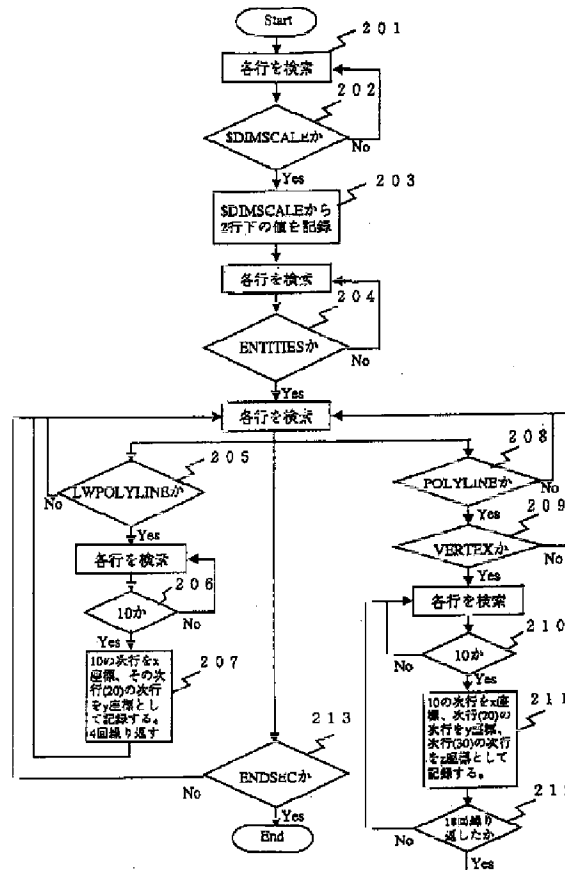 Start
201
各行を検索
202
$DIMSCALEか
No
Yes
203
$DIMSCALEから
2行下の値を記録
各行を検索
204
ENTITIESか
No
Yes
各行を検索
205
LWPOLYLINEか
No
Yes
各行を検索
206
10か
No
Yes
207
10の次行をx
座標、その次
行(20)の次行
をy座標とし
て記録する。
4回繰り返す
208
POLYLINEか
No
Yes
209
VERTEXか
No
Yes
各行を検索
210
10か
No
Yes
211
10の次行をx座
標、次行(20)の
次行をy座標、
次行(30)の次行
をz座標として
記録する。
212
返したか
No
Yes
213
ENDSECか
No
Yes
End